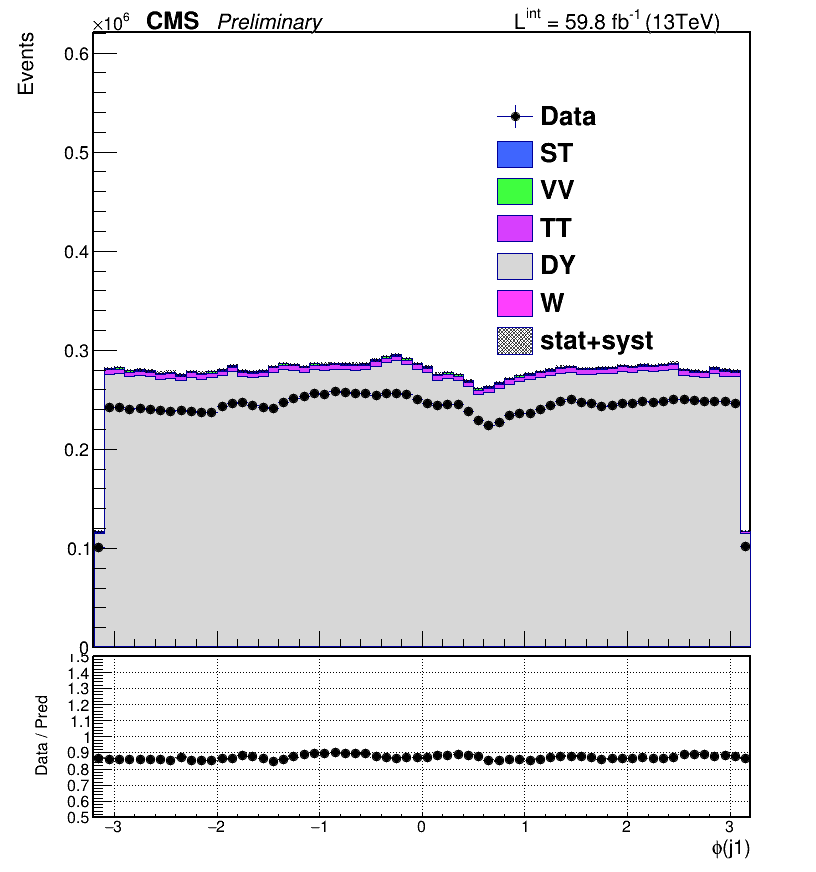 ×10⁶ CMS Preliminary L^int = 59.8 fb⁻¹ (13TeV)
Events
0.6
0.5
0.4
0.3
0.2
0.1
0
Data
ST
VV
TT
DY
W
stat+syst
Data / Pred
1.5
1.4
1.3
1.2
1.1
1
0.9
0.8
0.7
0.6
0.5
−3 −2 −1 0 1 2 3
ϕ(j1)